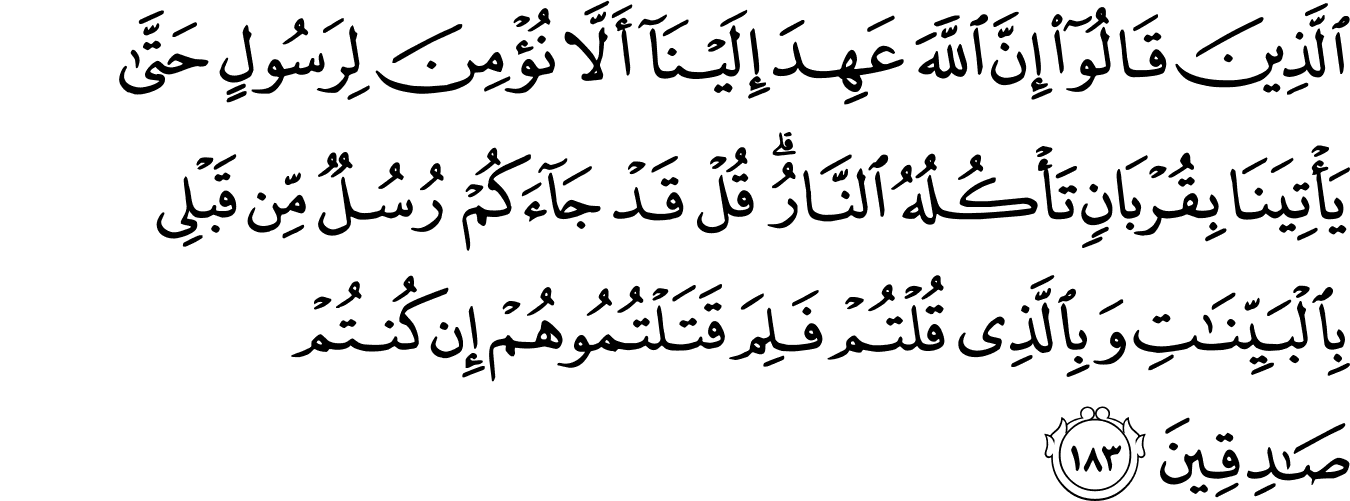 ٱلَّذِينَ قَالُوٓا۟ إِنَّ ٱللَّهَ عَهِدَ إِلَيْنَآ أَلَّا نُؤْمِنَ لِرَسُولٍ حَتَّىٰ
يَأْتِيَنَا بِقُرْبَانٍ تَأْكُلُهُ ٱلنَّارُ ۗ قُلْ قَدْ جَآءَكُمْ رُسُلٌ مِّن قَبْلِى
بِٱلْبَيِّنَـٰتِ وَبِٱلَّذِى قُلْتُمْ فَلِمَ قَتَلْتُمُوهُمْ إِن كُنتُمْ
صَـٰدِقِينَ ١٨٣